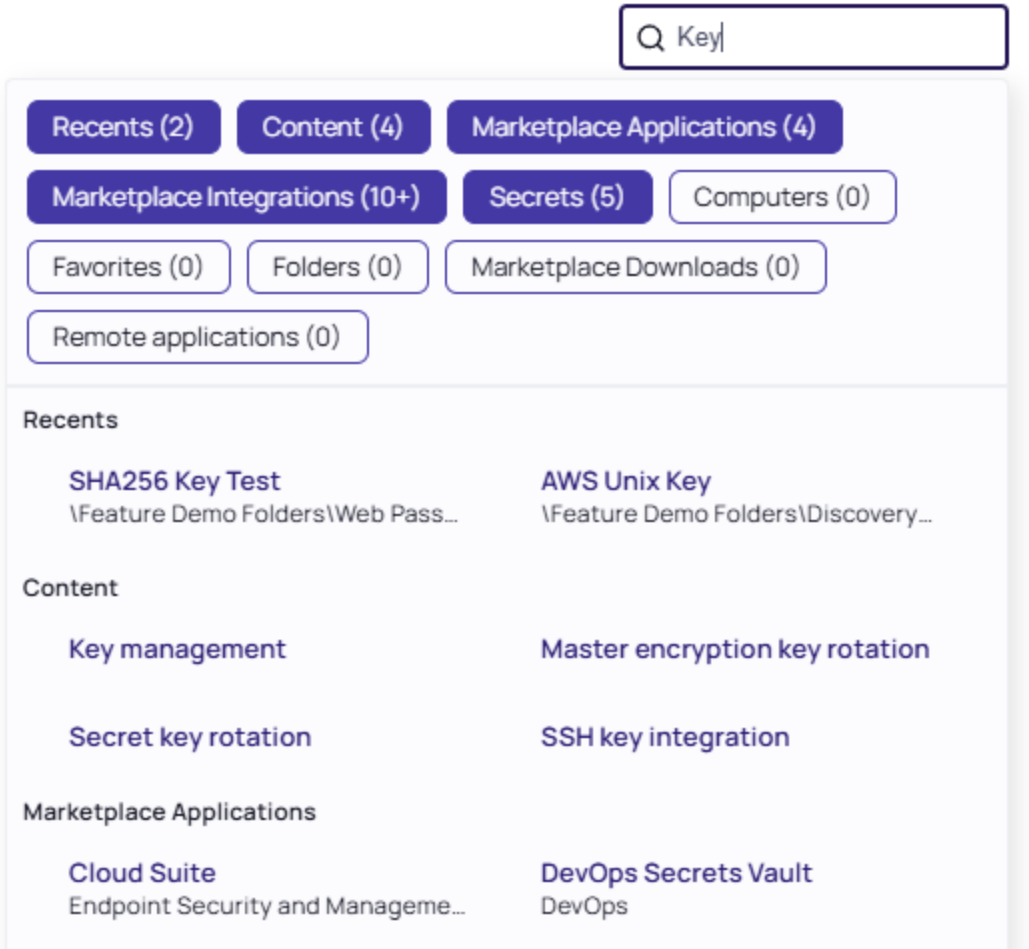 Key
Recents (2) Content (4) Marketplace Applications (4)
Marketplace Integrations (10+) Secrets (5) Computers (0)
Favorites (0) Folders (0) Marketplace Downloads (0)
Remote applications (0)
Recents
SHA256 Key Test AWS Unix Key
\Feature Demo Folders\Web Pass... \Feature Demo Folders\Discovery...
Content
Key management Master encryption key rotation
Secret key rotation SSH key integration
Marketplace Applications
Cloud Suite DevOps Secrets Vault
Endpoint Security and Manageme... DevOps